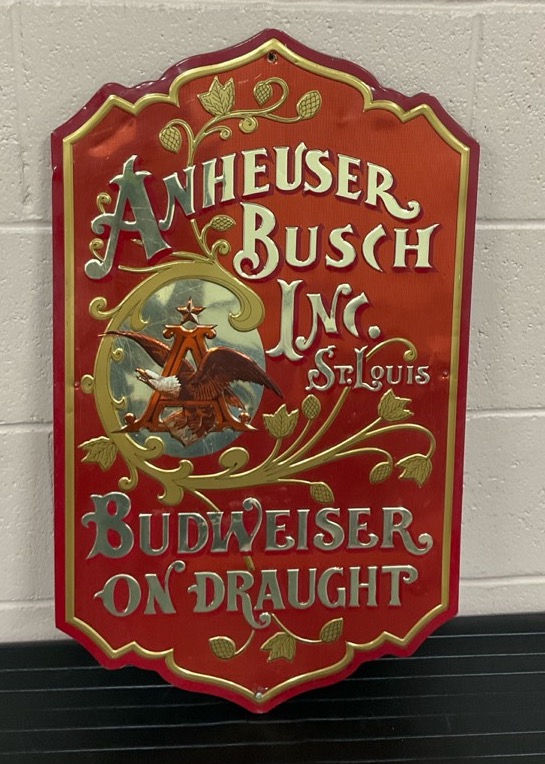 ANHEUSER
BUSCH
INC.
ST. LOUIS
A
BUDWEISER
ON DRAUGHT